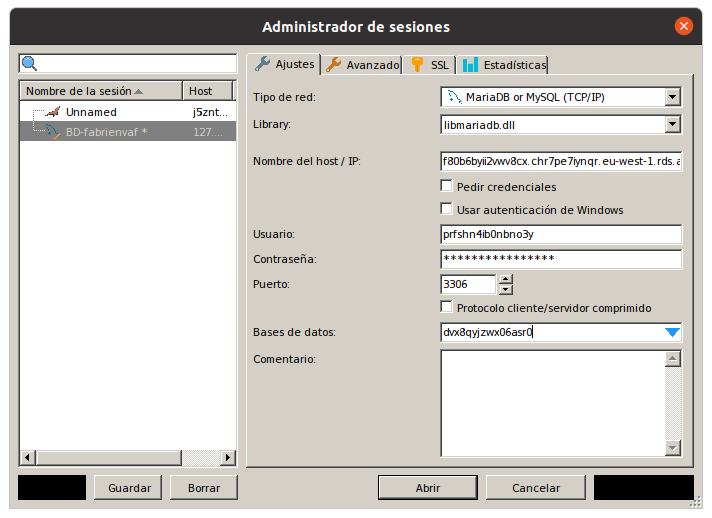 Administrador de sesiones
Nombre de la sesión
Host
Unnamed
j5znt...
BD-fabrienvaf *
127....
Ajustes
Avanzado
SSL
Estadísticas
Tipo de red:
MariaDB or MySQL (TCP/IP)
Library:
libmariadb.dll
Nombre del host / IP:
f80b6byii2vwv8cx.chr7pe7iynqr.eu-west-1.rds.a
Pedir credenciales
Usar autenticación de Windows
Usuario:
prfshn4ib0nbno3y
Contraseña:
****************
Puerto:
3306
Protocolo cliente/servidor comprimido
Bases de datos:
dvx8qyjzwx06asr0
Comentario:
Guardar
Borrar
Abrir
Cancelar